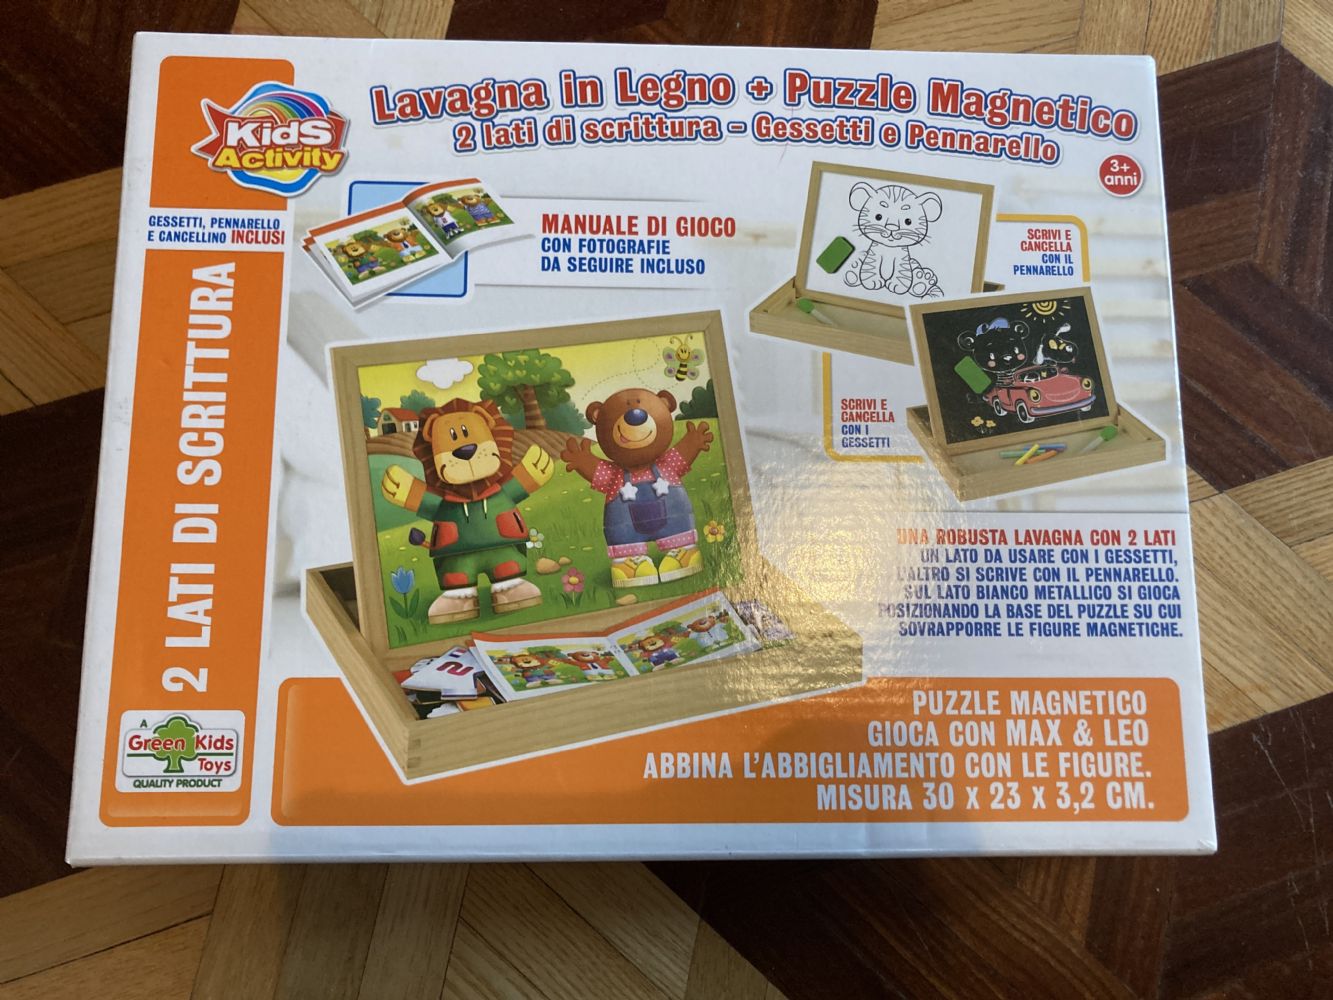 Kids
Activity
Lavagna in Legno + Puzzle Magnetico
2 lati di scrittura - Gessetti e Pennarello
3+
anni
GESSETTI, PENNARELLO
E CANCELLINO INCLUSI
2 LATI DI SCRITTURA
MANUALE DI GIOCO
CON FOTOGRAFIE
DA SEGUIRE INCLUSO
SCRIVI E
CANCELLA
CON IL
PENNARELLO
SCRIVI E
CANCELLA
CON I
GESSETTI
UNA ROBUSTA LAVAGNA CON 2 LATI
UN LATO DA USARE CON I GESSETTI,
L'ALTRO SI SCRIVE CON IL PENNARELLO.
SUL LATO BIANCO METALLICO SI GIOCA
POSIZIONANDO LA BASE DEL PUZZLE SU CUI
SOVRAPPORRE LE FIGURE MAGNETICHE.
2
A
Green Kids
Toys
QUALITY PRODUCT
PUZZLE MAGNETICO
GIOCA CON MAX & LEO
ABBINA L'ABBIGLIAMENTO CON LE FIGURE.
MISURA 30 x 23 x 3,2 CM.